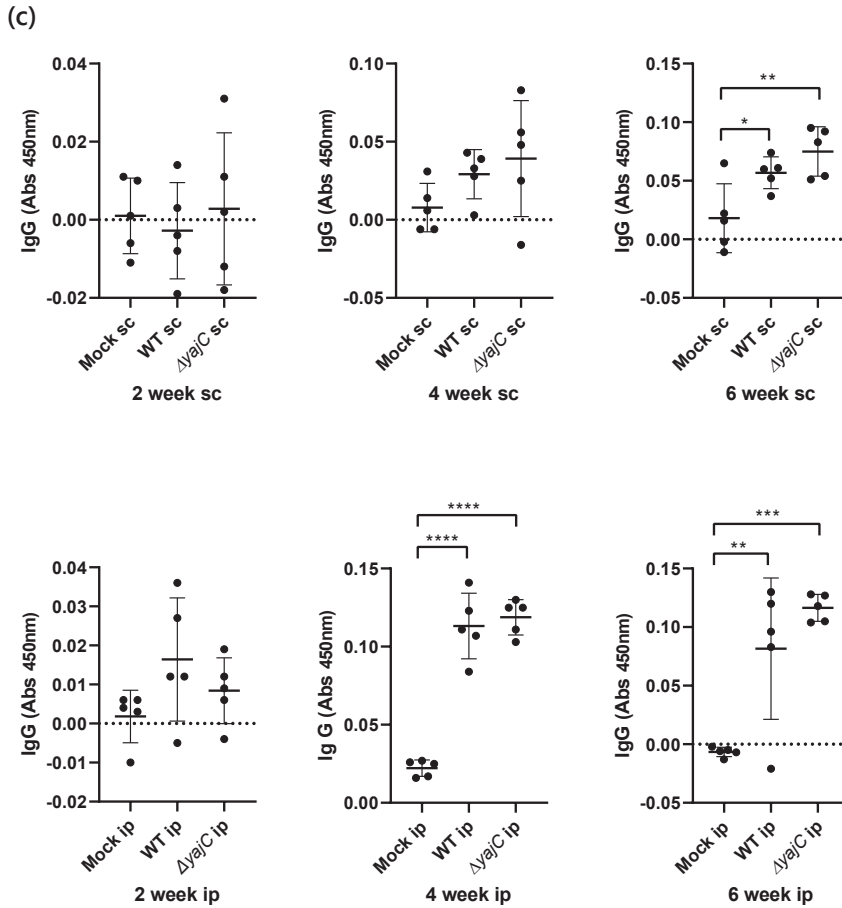 (c)
IgG (Abs 450nm)
0.04
0.02
0.00
-0.02
Mock sc
WT sc
ΔyajC sc
2 week sc
IgG (Abs 450nm)
0.10
0.05
0.00
-0.05
Mock sc
WT sc
ΔyajC sc
4 week sc
IgG (Abs 450nm)
0.15
0.10
0.05
0.00
-0.05
**
*
Mock sc
WT sc
ΔyajC sc
6 week sc
IgG (Abs 450nm)
0.04
0.03
0.02
0.01
0.00
-0.01
-0.02
Mock ip
WT ip
ΔyajC ip
2 week ip
Ig G (Abs 450nm)
0.15
0.10
0.05
0.00
****
****
Mock ip
WT ip
ΔyajC ip
4 week ip
IgG (Abs 450nm)
0.15
0.10
0.05
0.00
-0.05
***
**
Mock ip
WT ip
ΔyajC ip
6 week ip